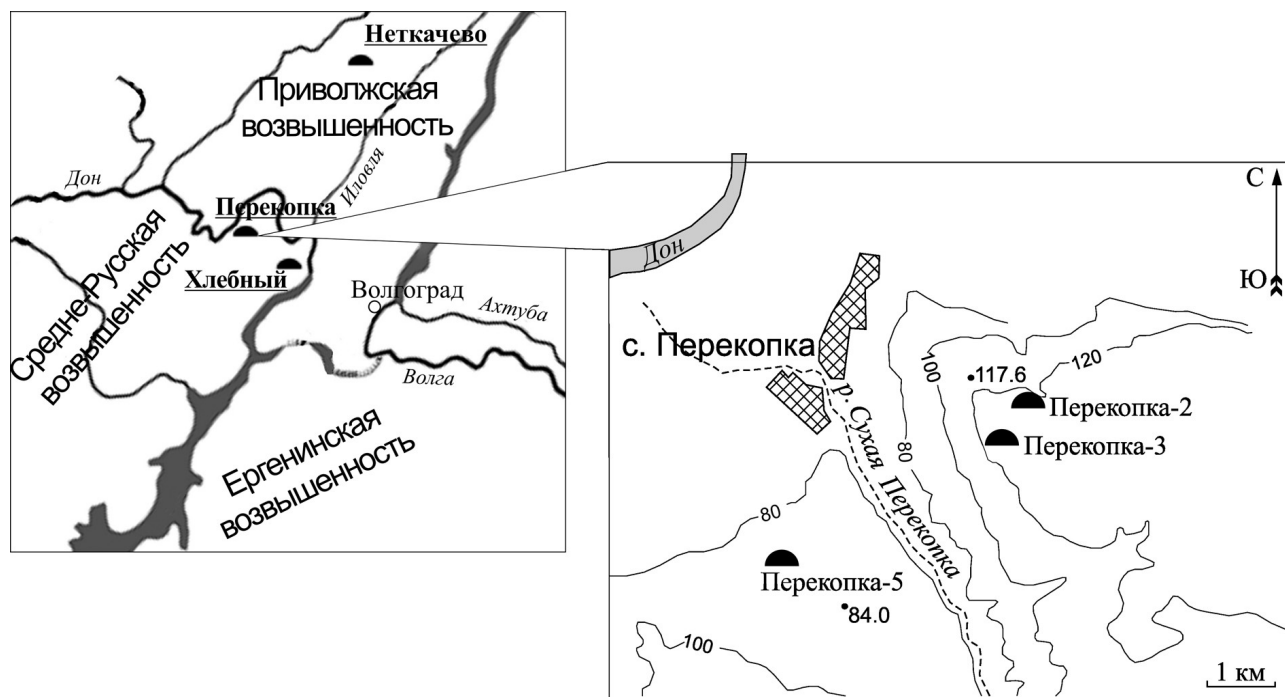 Неткачево
Приволжская
возвышенность
Дон
Иловля
Перекопка
Хлебный
Средне-Русская
возвышенность
Волгоград
Ахтуба
Волга
Ергенинская
возвышенность
Дон
С
Ю
с. Перекопка
р. Сухая Перекопка
100
120
117.6
Перекопка-2
Перекопка-3
80
80
Перекопка-5
84.0
100
1 км